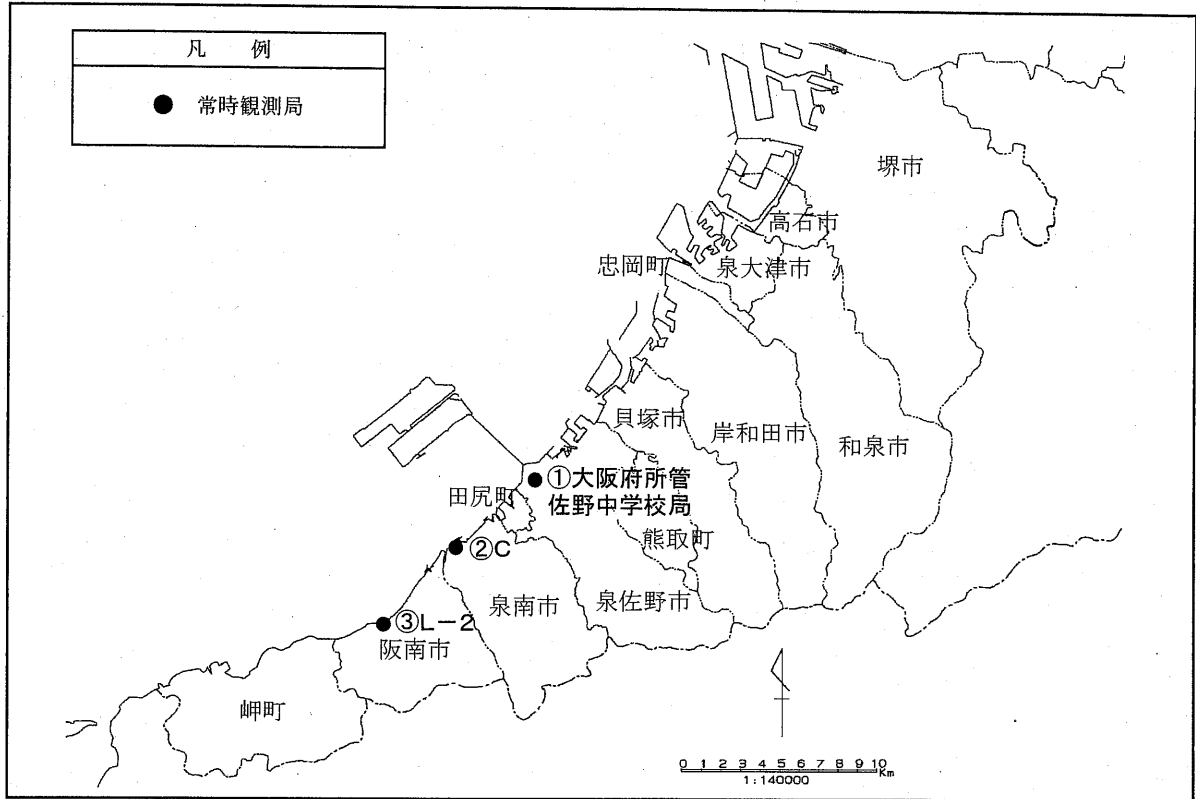 凡 例
● 常時観測局
堺市
高石市
忠岡町
泉大津市
貝塚市
岸和田市
和泉市
①大阪府所管
佐野中学校局
田尻町
熊取町
②C
泉南市
泉佐野市
③L-2
阪南市
岬町
0 1 2 3 4 5 6 7 8 9 10
Km
1:140000